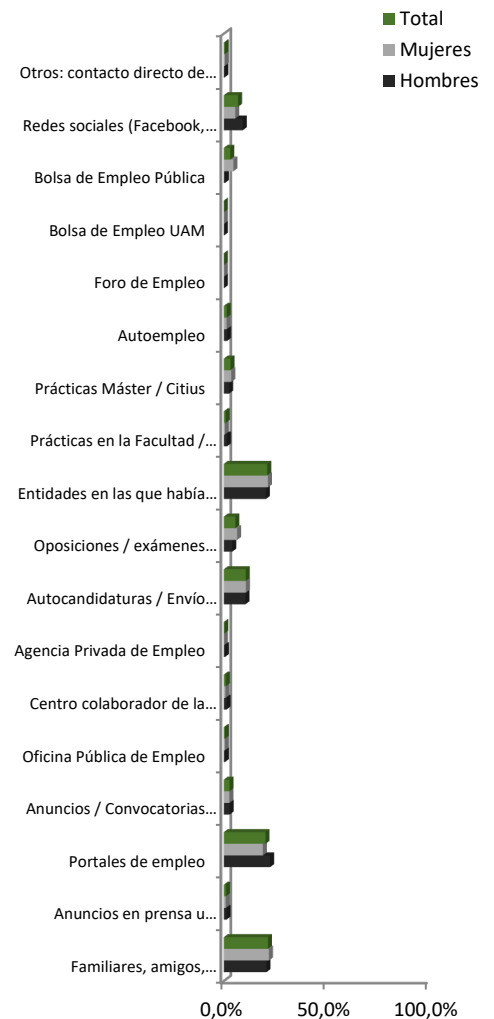 Total
Mujeres
Hombres
Otros: contacto directo de...
Redes sociales (Facebook,...
Bolsa de Empleo Pública
Bolsa de Empleo UAM
Foro de Empleo
Autoempleo
Prácticas Máster / Citius
Prácticas en la Facultad /...
Entidades en las que había...
Oposiciones / exámenes...
Autocandidaturas / Envío...
Agencia Privada de Empleo
Centro colaborador de la...
Oficina Pública de Empleo
Anuncios / Convocatorias...
Portales de empleo
Anuncios en prensa u...
Familiares, amigos,...
0,0% 50,0% 100,0%